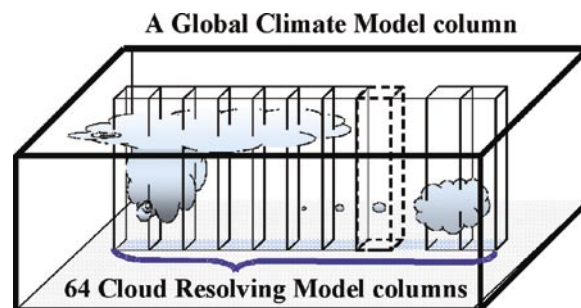 A Global Climate Model column
64 Cloud Resolving Model columns